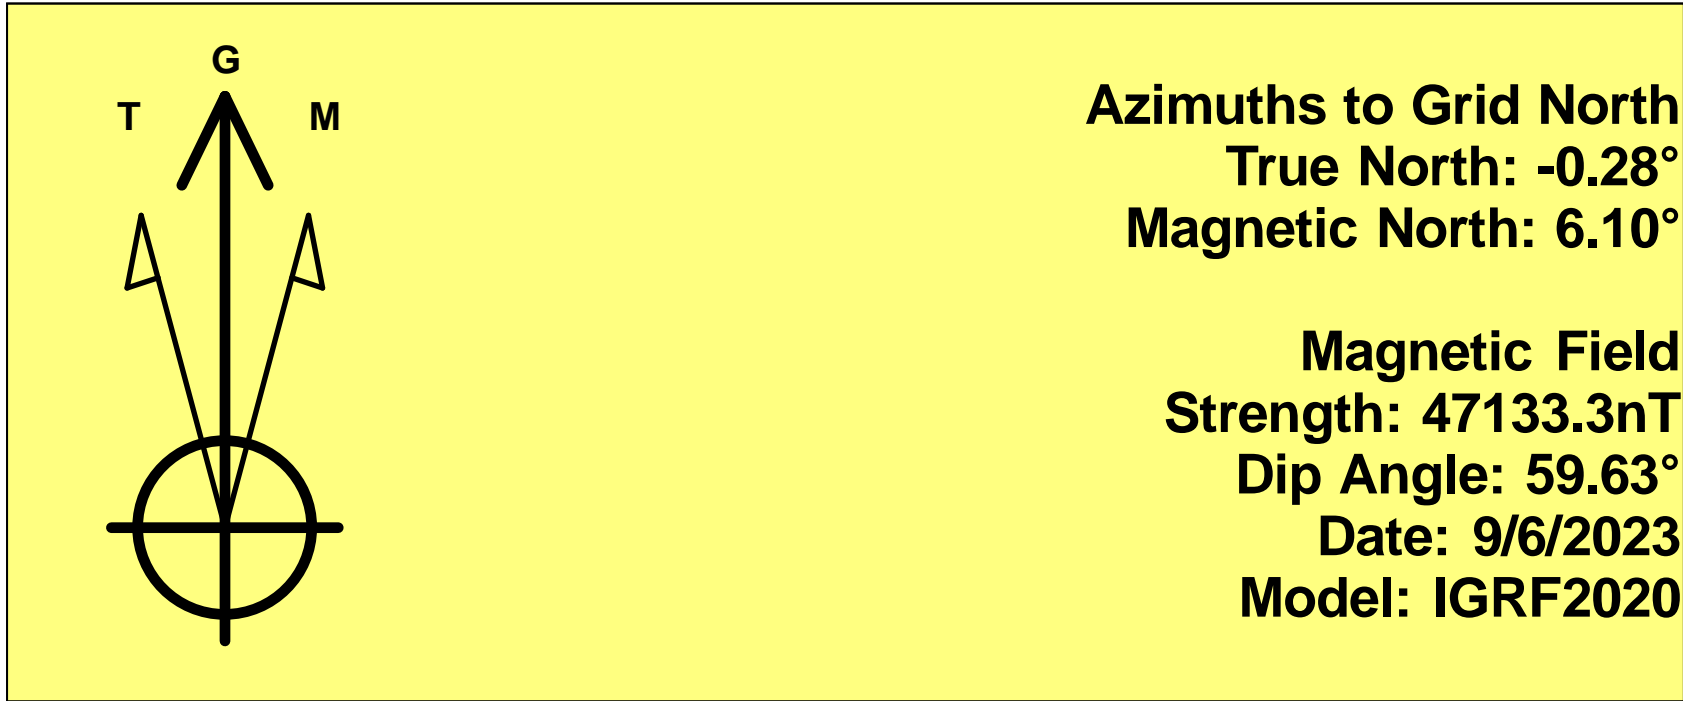 G
T
M
Azimuths to Grid North
True North: -0.28°
Magnetic North: 6.10°
Magnetic Field
Strength: 47133.3nT
Dip Angle: 59.63°
Date: 9/6/2023
Model: IGRF2020